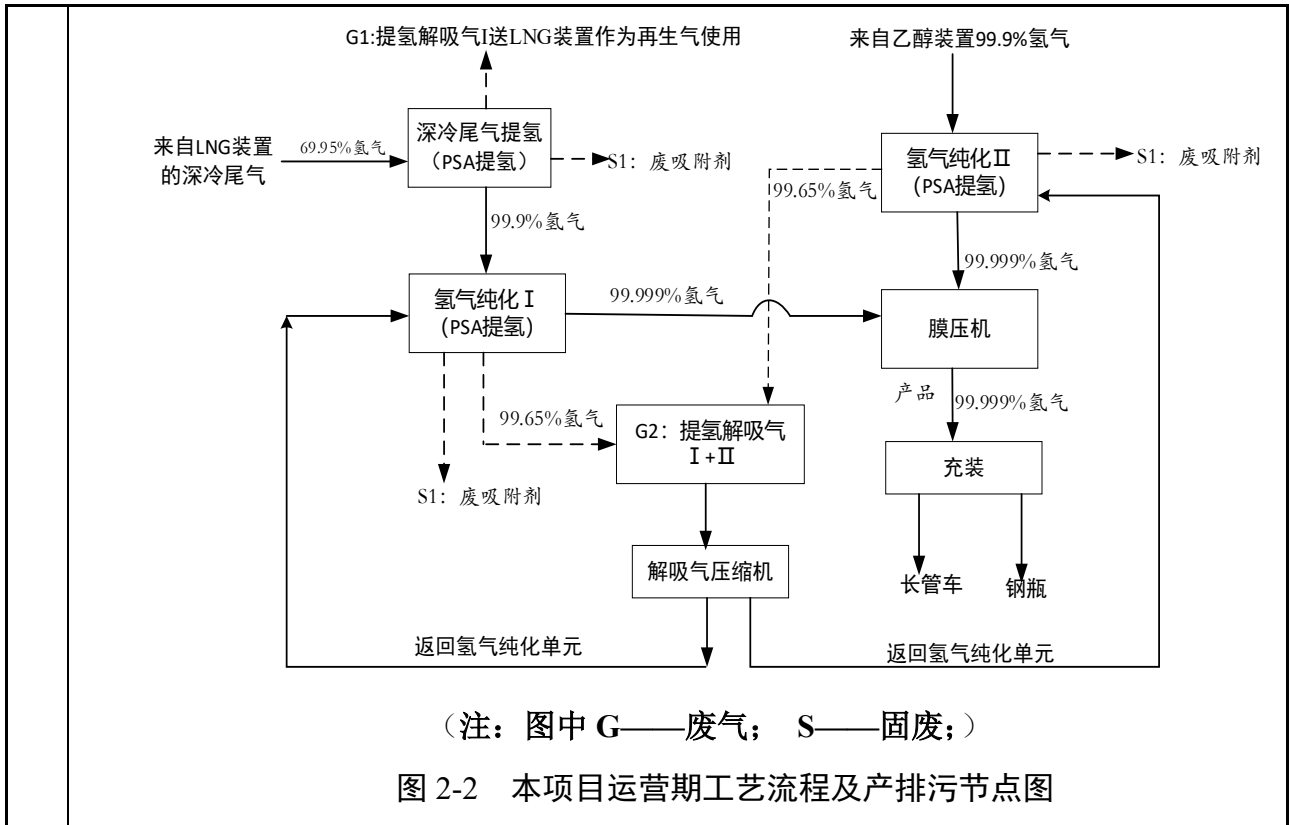 G1:提氢解吸气I送LNG装置作为再生气使用
来自乙醇装置99.9%氢气
来自LNG装置
的深冷尾气
69.95%氢气
深冷尾气提氢
（PSA提氢）
S1：废吸附剂
氢气纯化Ⅱ
(PSA提氢)
S1：废吸附剂
99.65%氢气
99.9%氢气
99.999%氢气
氢气纯化Ⅰ
(PSA提氢)
99.999%氢气
膜压机
产品
99.999%氢气
99.65%氢气
G2：提氢解吸气
Ⅰ+Ⅱ
充装
S1：废吸附剂
解吸气压缩机
长管车
钢瓶
返回氢气纯化单元
返回氢气纯化单元
（注：图中 G——废气； S——固废；）
图 2-2 本项目运营期工艺流程及产排污节点图